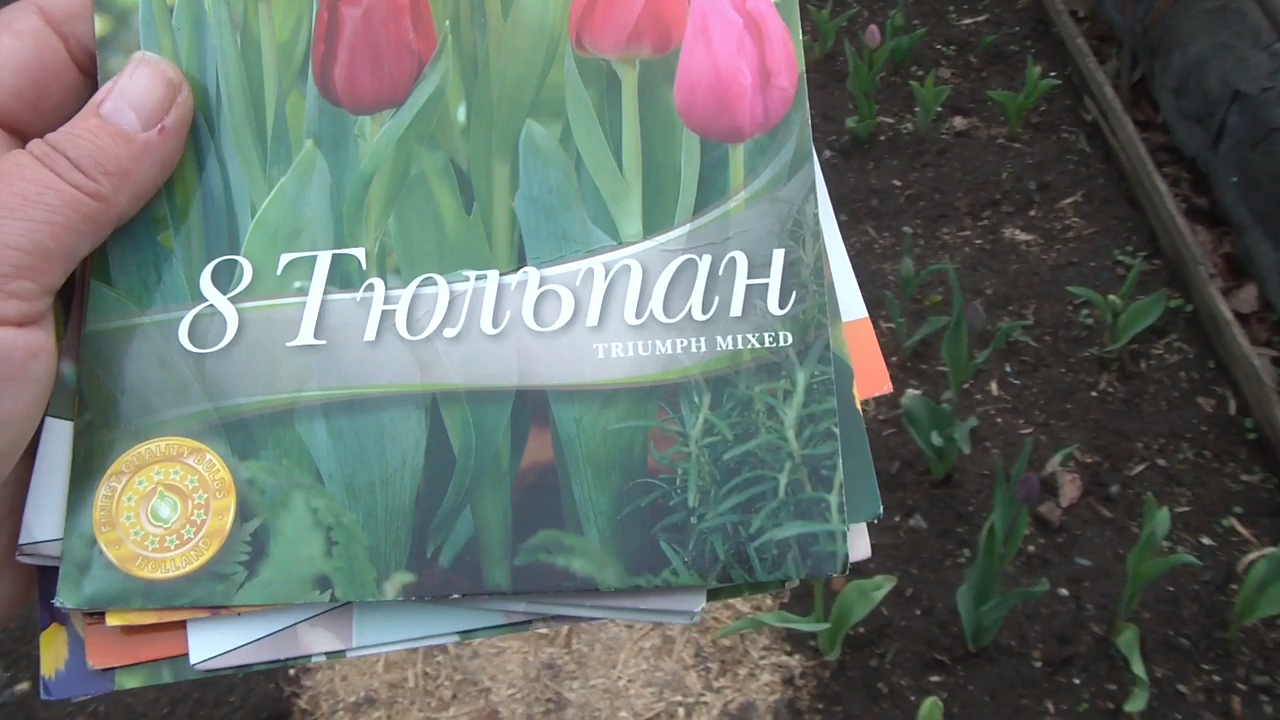 8 Тюльпан
TRIUMPH MIXED
FINEST QUALITY BULBS
HOLLAND